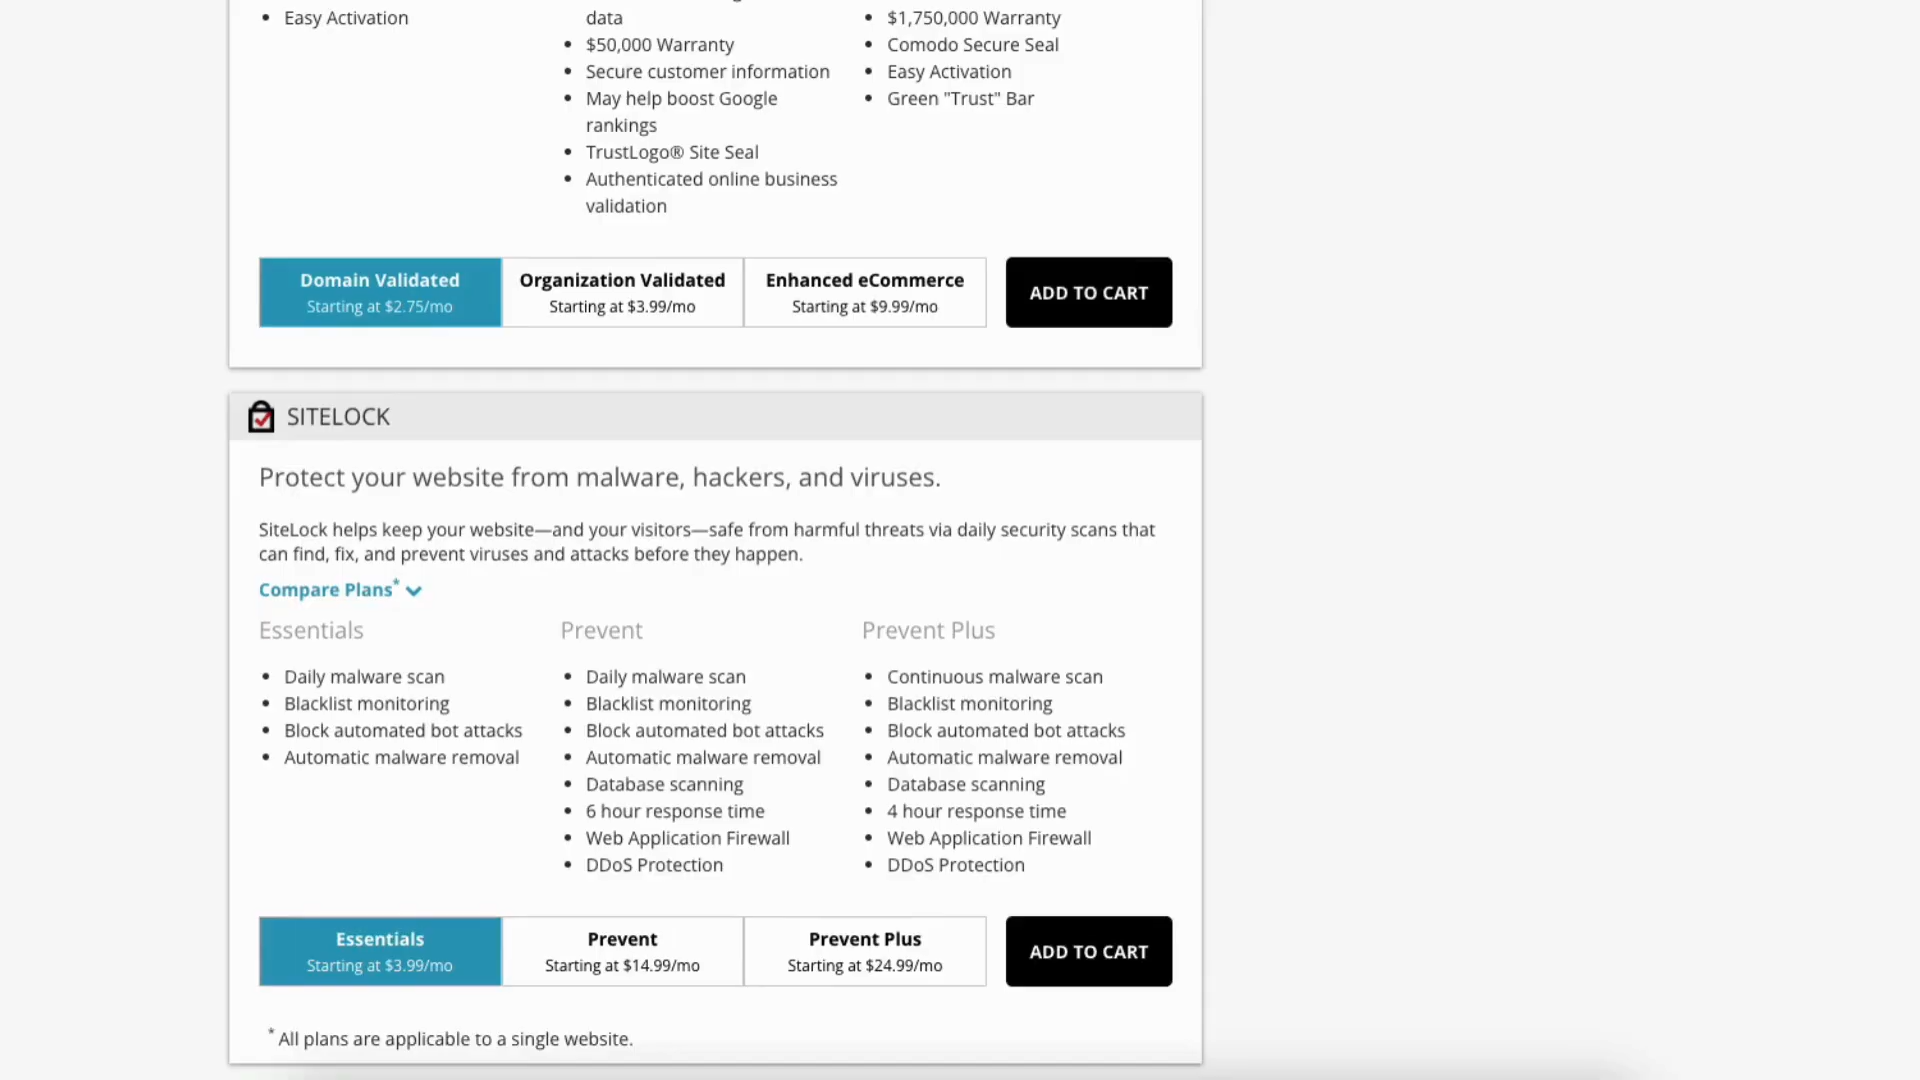 Easy Activation
data
$50,000 Warranty
Secure customer information
May help boost Google
rankings
TrustLogo® Site Seal
Authenticated online business
validation
$1,750,000 Warranty
Comodo Secure Seal
Easy Activation
Green "Trust" Bar
Domain Validated
Starting at $2.75/mo
Organization Validated
Starting at $3.99/mo
Enhanced eCommerce
Starting at $9.99/mo
ADD TO CART
SITELOCK
Protect your website from malware, hackers, and viruses.
SiteLock helps keep your website—and your visitors—safe from harmful threats via daily security scans that
can find, fix, and prevent viruses and attacks before they happen.
Compare Plans*
Essentials
Daily malware scan
Blacklist monitoring
Block automated bot attacks
Automatic malware removal
Prevent
Daily malware scan
Blacklist monitoring
Block automated bot attacks
Automatic malware removal
Database scanning
6 hour response time
Web Application Firewall
DDoS Protection
Prevent Plus
Continuous malware scan
Blacklist monitoring
Block automated bot attacks
Automatic malware removal
Database scanning
4 hour response time
Web Application Firewall
DDoS Protection
Essentials
Starting at $3.99/mo
Prevent
Starting at $14.99/mo
Prevent Plus
Starting at $24.99/mo
ADD TO CART
* All plans are applicable to a single website.